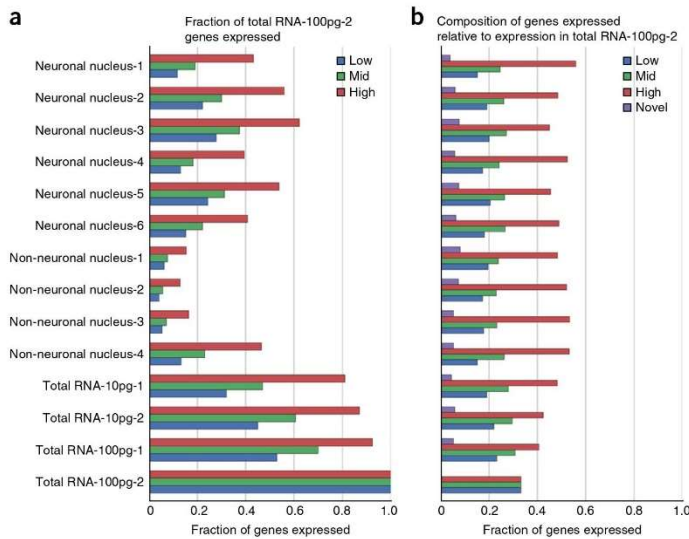 a
Fraction of total RNA-100pg-2
genes expressed
Low
Mid
High
Neuronal nucleus-1
Neuronal nucleus-2
Neuronal nucleus-3
Neuronal nucleus-4
Neuronal nucleus-5
Neuronal nucleus-6
Non-neuronal nucleus-1
Non-neuronal nucleus-2
Non-neuronal nucleus-3
Non-neuronal nucleus-4
Total RNA-10pg-1
Total RNA-10pg-2
Total RNA-100pg-1
Total RNA-100pg-2
0 0.2 0.4 0.6 0.8 1.0
Fraction of genes expressed
b
Composition of genes expressed
relative to expression in total RNA-100pg-2
Low
Mid
High
Novel
0 0.2 0.4 0.6 0.8 1.0
Fraction of genes expressed